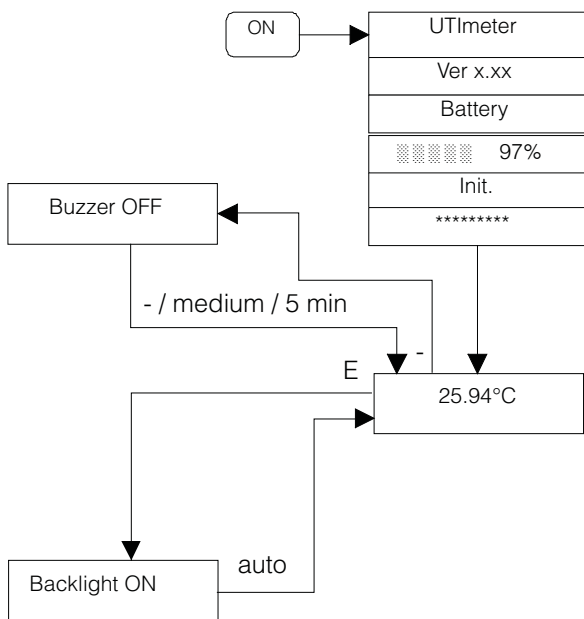 ON
UTImeter
Ver x.xx
Battery
97%
Init.
*********
Buzzer OFF
- / medium / 5 min
-
E
25.94°C
auto
Backlight ON